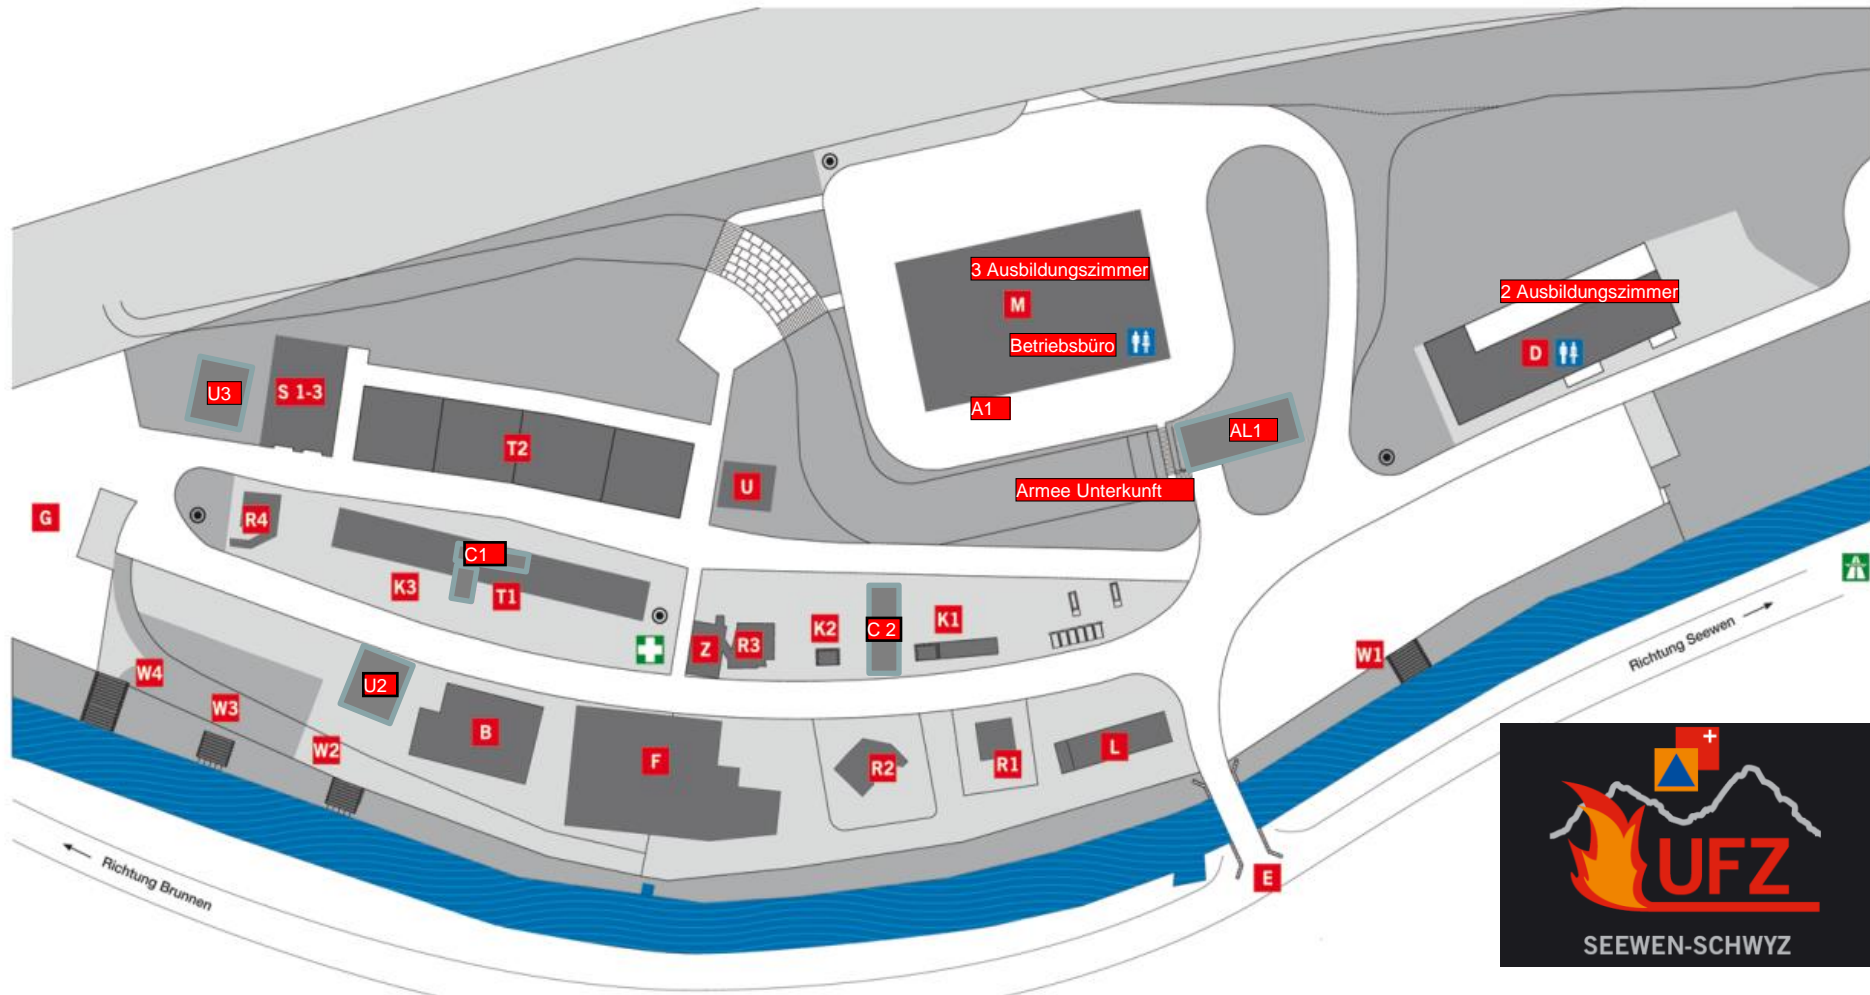 3 Ausbildungszimmer
M
Betriebsbüro
A1
2 Ausbildungszimmer
D
U3
S 1-3
T2
U
AL1
Armee Unterkunft
G
R4
C1
K3
T1
Z
R3
K2
C 2
K1
W1
Richtung Seewen
W4
W3
W2
U2
B
F
R2
R1
L
E
Richtung Brunnen
UFZ
SEEWEN-SCHWYZ